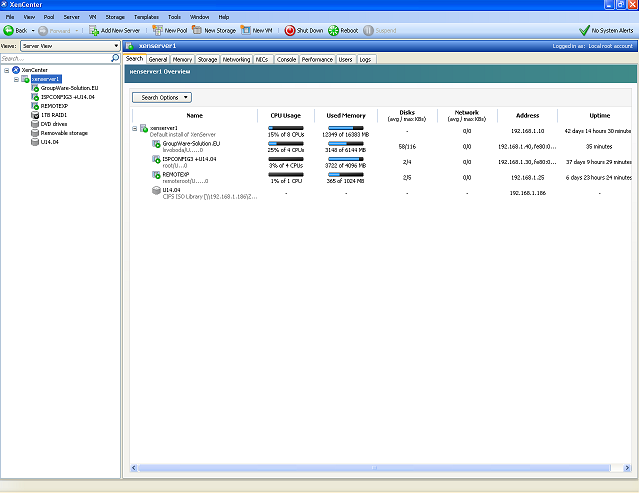 XenCenter
File View Pool Server VM Storage Templates Tools Window Help
Back Forward Add New Server New Pool New Storage New VM Shut Down Reboot Suspend No System Alerts
Views: Server View xenserver1 Logged in as: Local root account
Search...
XenCenter
xenserver1
GroupWare-Solution.EU
ISPCONFIG3 +U14.04
REMOTEXP
1TB RAID1
DVD drives
Removable storage
U14.04
Search General Memory Storage Networking NICs Console Performance Users Logs
xenserver1 Overview
Search Options
Name CPU Usage Used Memory Disks (avg / max KBs) Network (avg / max KBs) Address Uptime
xenserver1 - 0/0 192.168.1.10 42 days 14 hours 30 minute
Default install of XenServer 15% of 8 CPUs 12349 of 16383 MB
GroupWare-Solution.EU 58/116 0/0 192.168.1.40, fe80:0... 35 minutes
25% of 4 CPUs 3148 of 6144 MB
ISPCONFIG3 +U14.04 2/4 0/0 192.168.1.30, fe80:0... 37 days 9 hours 29 minutes
root/U.....0 3% of 4 CPUs 3722 of 4096 MB
REMOTEXP 2/5 0/0 192.168.1.25 6 days 23 hours 24 minutes
remoteroot/U.....0 1% of 1 CPU 365 of 1024 MB
U14.04 - - - - 192.168.1.186 -
CIFS ISO Library [\\192.168.1.186\2...